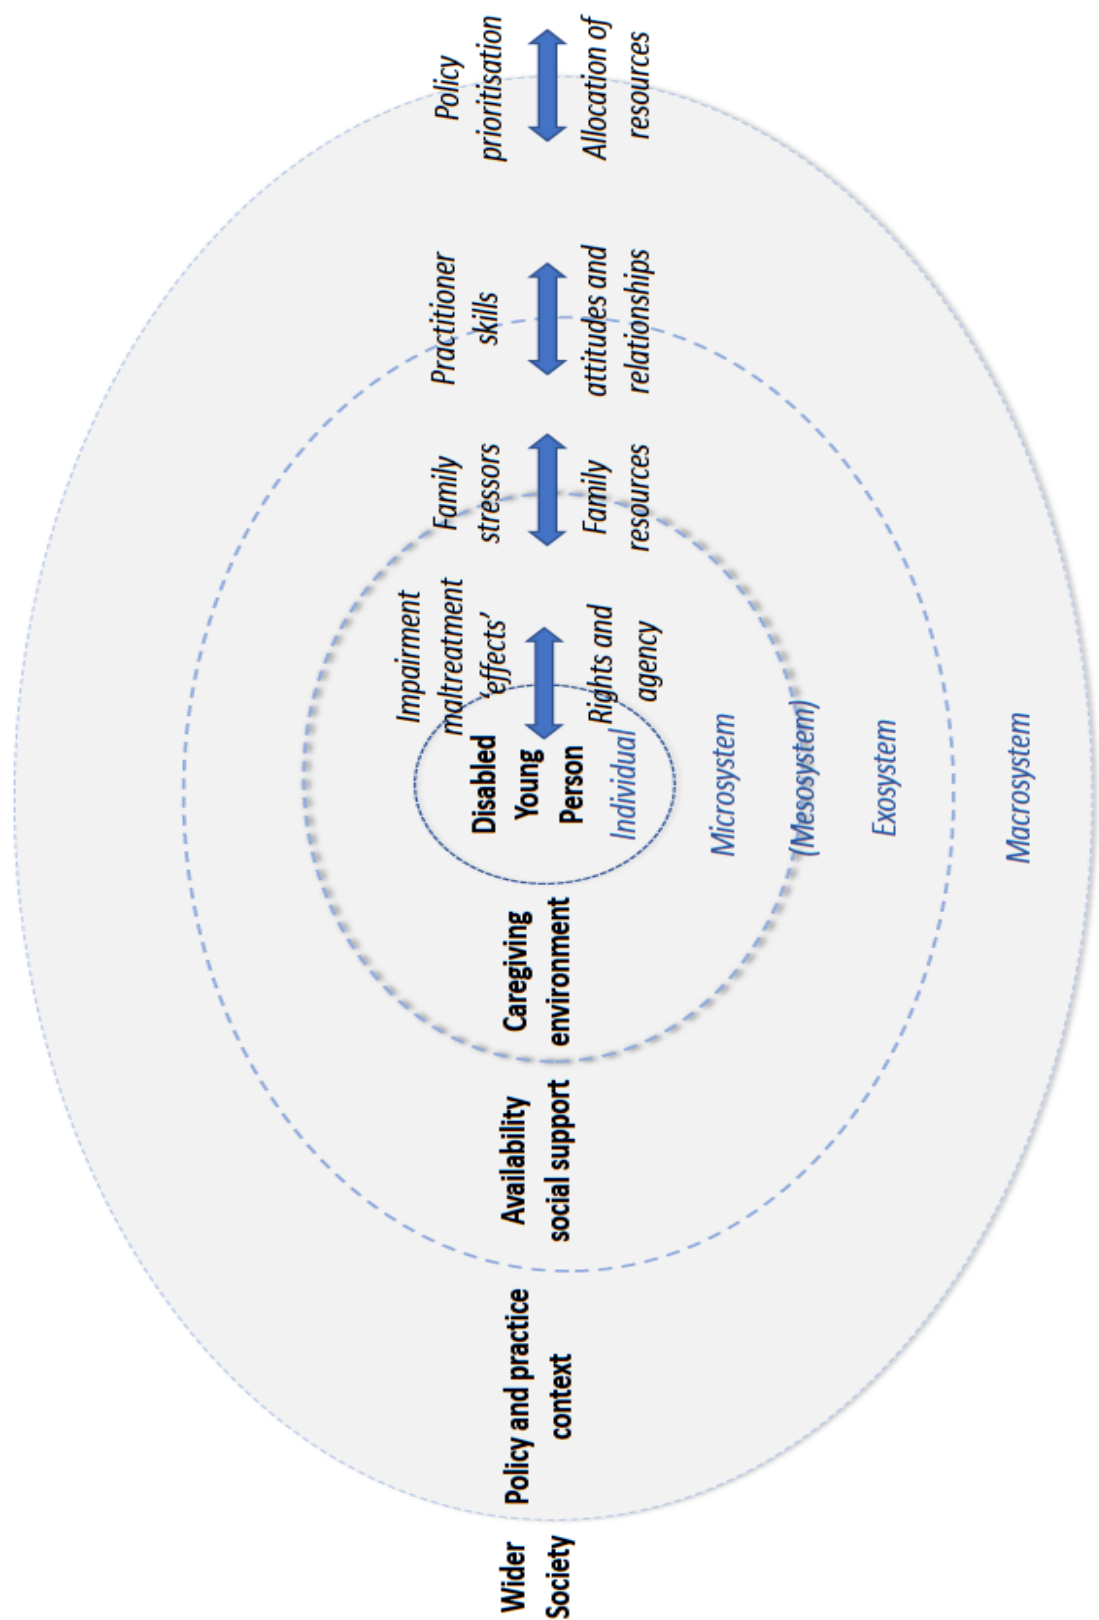 Wider
Society
Policy and practice
context
Availability
social support
Caregiving
environment
Disabled
Young
Person
Individual
Microsystem
(Mesosystem)
Exosystem
Macrosystem
Impairment
maltreatment
‘effects’
Rights and
agency
Family
stressors
Family
resources
Practitioner
skills
attitudes and
relationships
Policy
prioritisation
Allocation of
resources